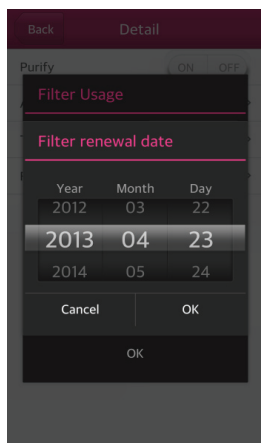 Back Detail
Purify ON OFF
Filter Usage
Filter renewal date
Year Month Day
2012 03 22
2013 04 23
2014 05 24
Cancel OK
OK